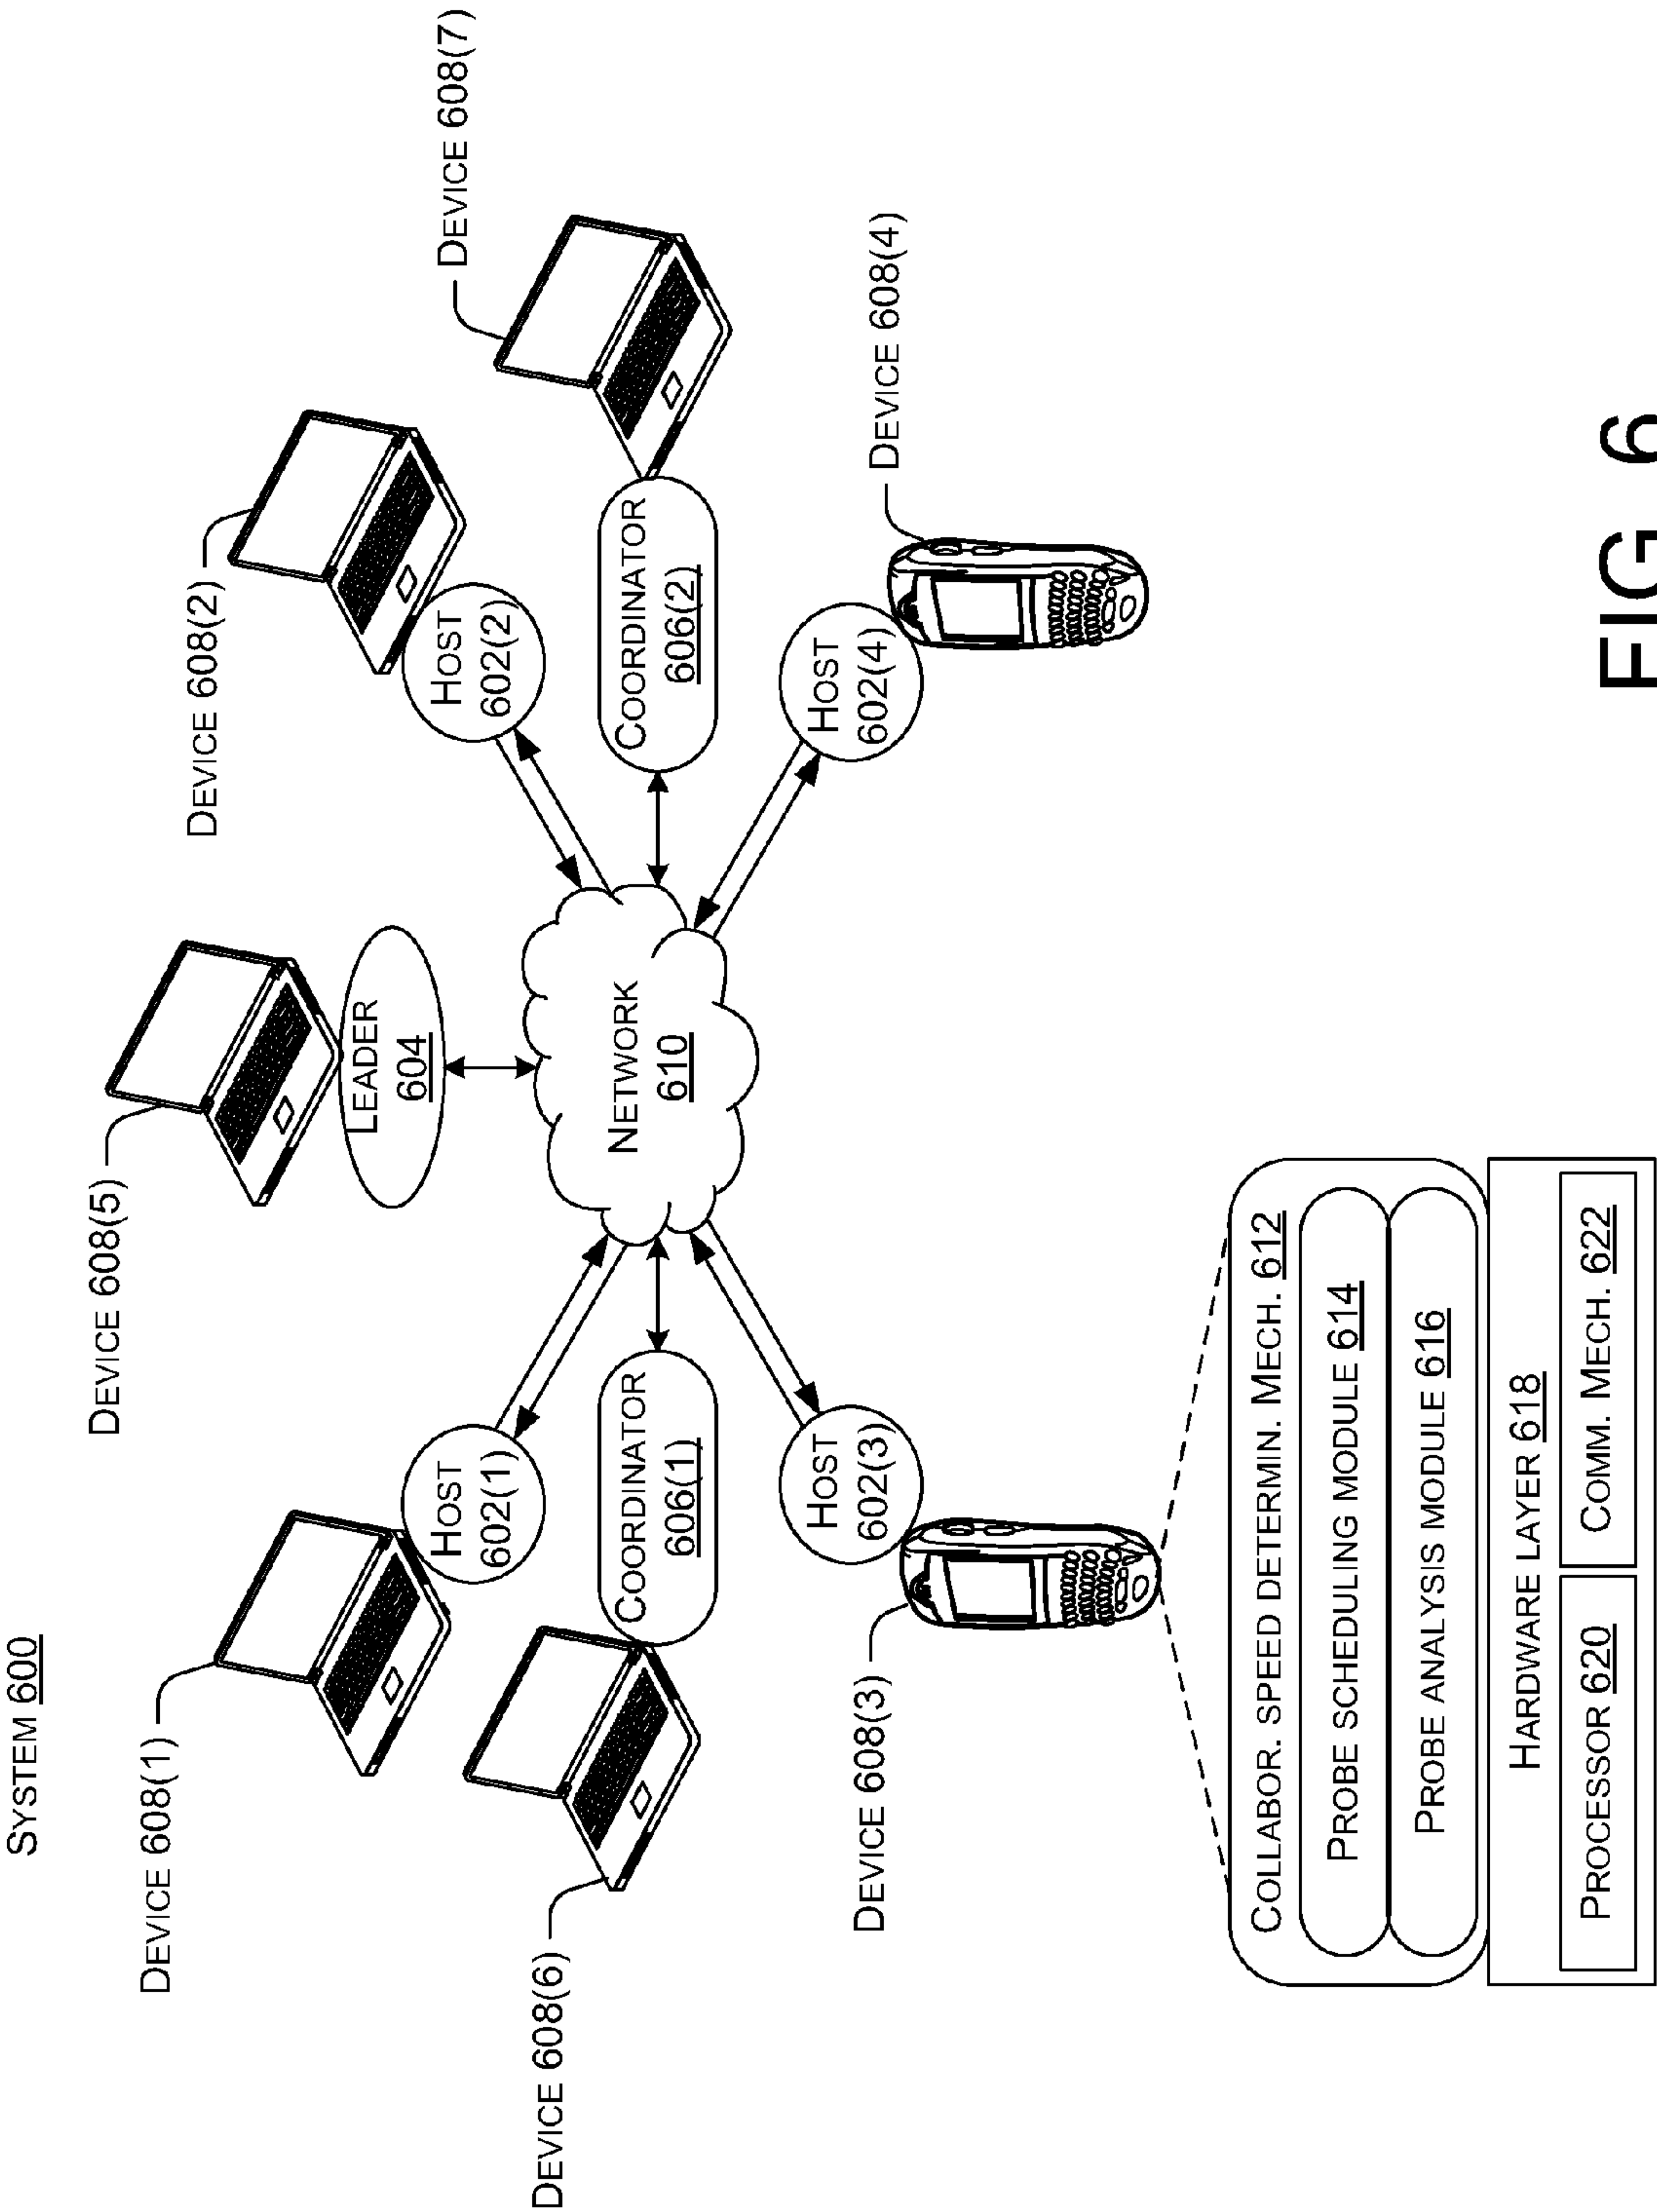 SYSTEM 600
DEVICE 608(5)
DEVICE 608(1)
DEVICE 608(2)
DEVICE 608(6)
DEVICE 608(7)
LEADER
604
HOST
602(1)
HOST
602(2)
COORDINATOR
606(1)
NETWORK
610
COORDINATOR
606(2)
HOST
602(3)
HOST
602(4)
DEVICE 608(3)
DEVICE 608(4)
COLLABOR. SPEED DETERMIN. MECH. 612
PROBE SCHEDULING MODULE 614
PROBE ANALYSIS MODULE 616
HARDWARE LAYER 618
PROCESSOR 620
COMM. MECH. 622
FIG. 6